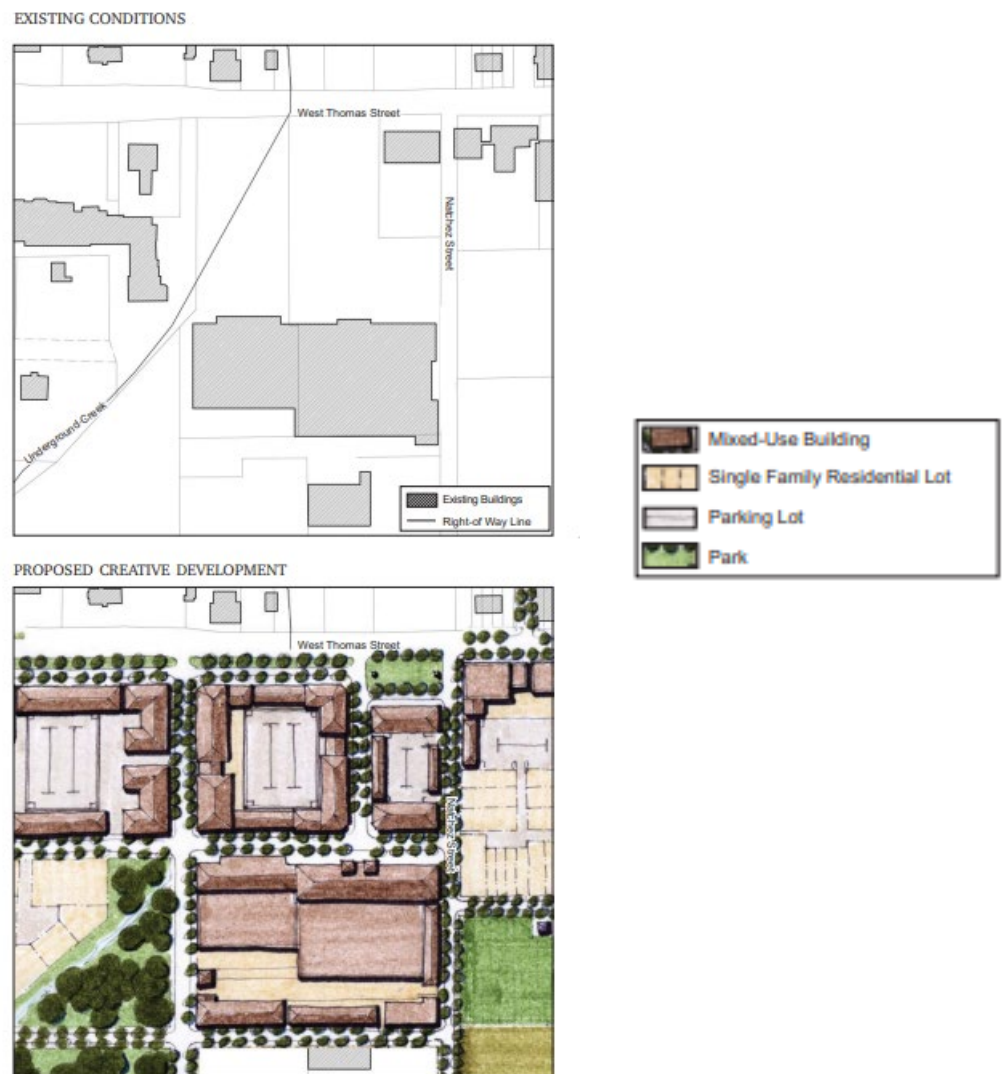 EXISTING CONDITIONS
West Thomas Street
Natchez Street
Underground Creek
Existing Buildings
Right-of Way Line
Mixed-Use Building
Single Family Residential Lot
Parking Lot
Park
PROPOSED CREATIVE DEVELOPMENT
West Thomas Street
Natchez Street